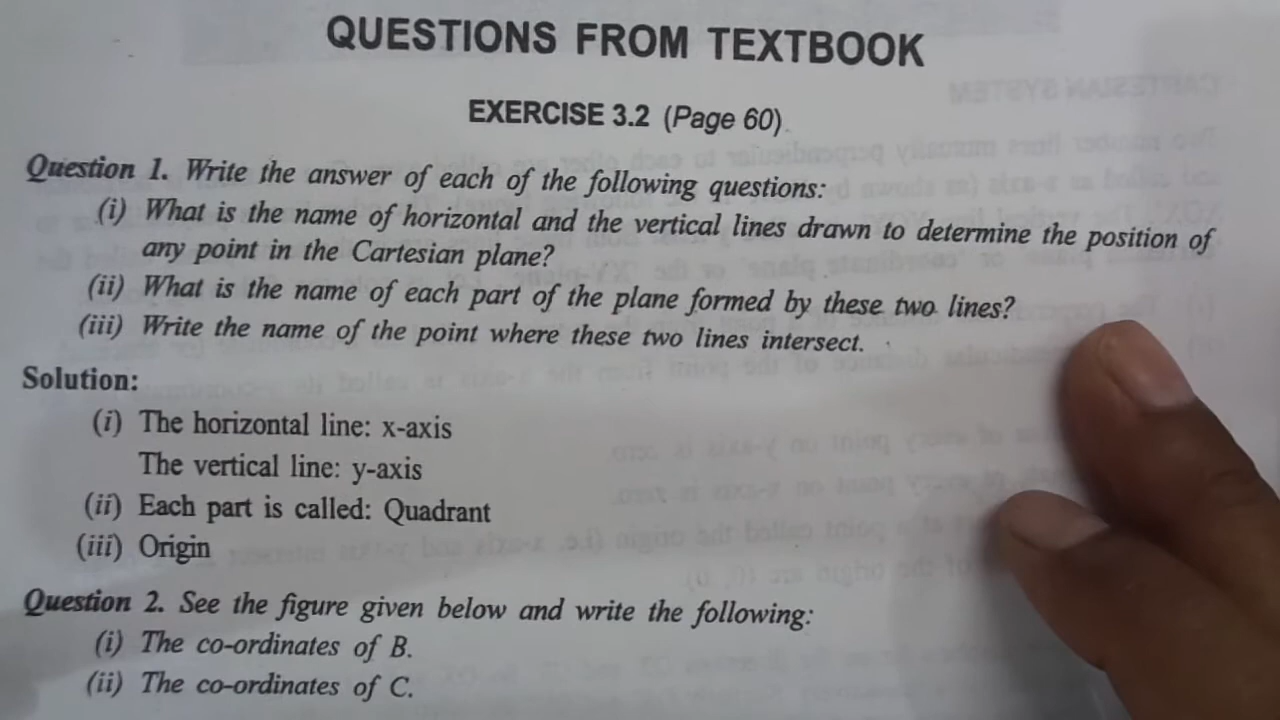 QUESTIONS FROM TEXTBOOK
EXERCISE 3.2 (Page 60)
Question 1. Write the answer of each of the following questions:
(i) What is the name of horizontal and the vertical lines drawn to determine the position of
any point in the Cartesian plane?
(ii) What is the name of each part of the plane formed by these two lines?
(iii) Write the name of the point where these two lines intersect.
Solution:
(i) The horizontal line: x-axis
The vertical line: y-axis
(ii) Each part is called: Quadrant
(iii) Origin
Question 2. See the figure given below and write the following:
(i) The co-ordinates of B.
(ii) The co-ordinates of C.